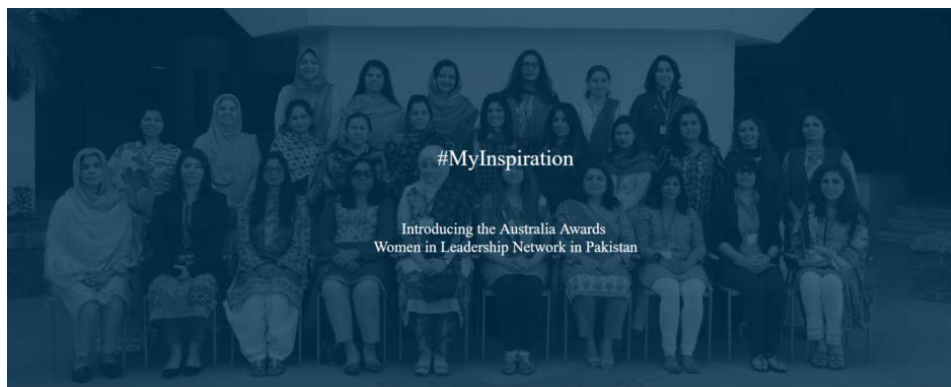 #MyInspiration
Introducing the Australia Awards
Women in Leadership Network in Pakistan